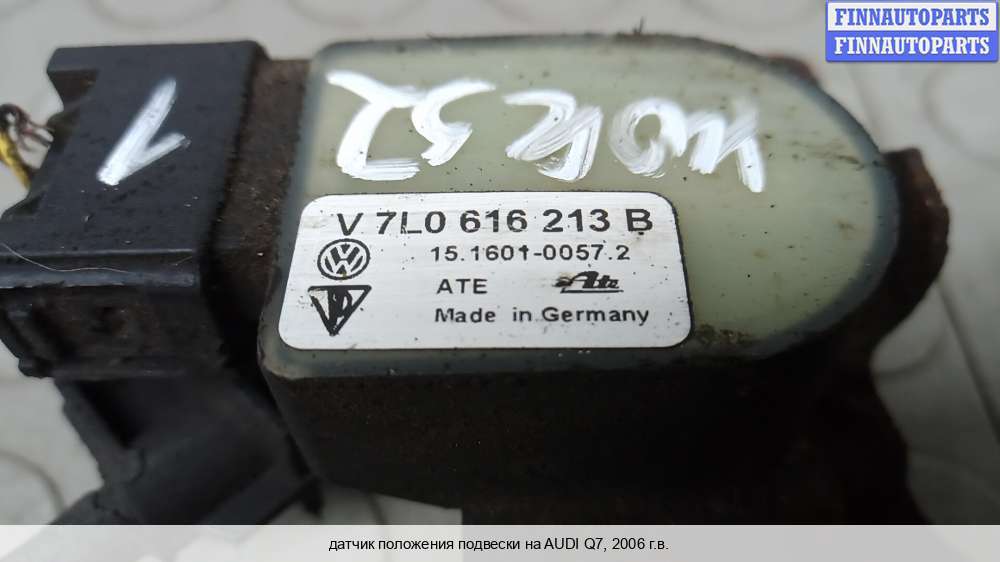 FINNAUTOPARTS
FINNAUTOPARTS
1
V 7L0 616 213 B
15.1601-0057.2
ATE Ate
Made in Germany
датчик положения подвески на AUDI Q7, 2006 г.в.